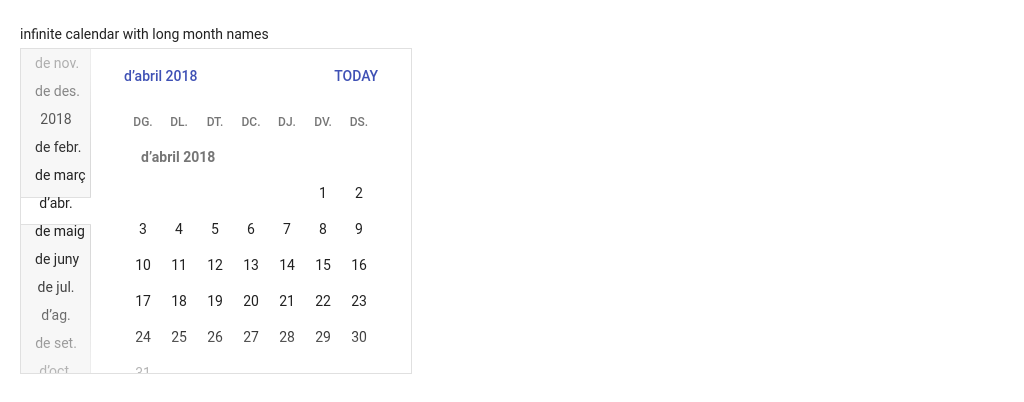 infinite calendar with long month names
de nov.
de des.
2018
de febr.
de març
d’abr.
de maig
de juny
de jul.
d’ag.
de set.
d’oct
d’abril 2018 TODAY
DG. DL. DT. DC. DJ. DV. DS.
d’abril 2018
1 2
3 4 5 6 7 8 9
10 11 12 13 14 15 16
17 18 19 20 21 22 23
24 25 26 27 28 29 30
31